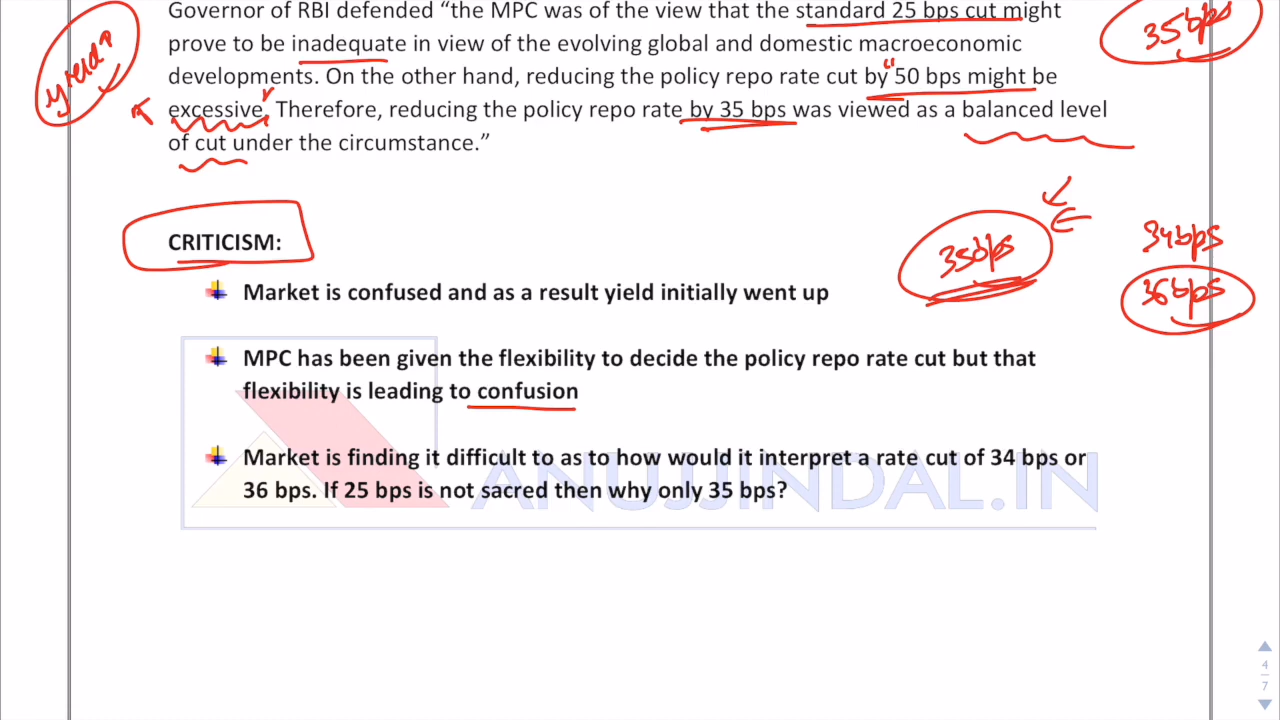 Governor of RBI defended “the MPC was of the view that the standard 25 bps cut might
prove to be inadequate in view of the evolving global and domestic macroeconomic
developments. On the other hand, reducing the policy repo rate cut by 50 bps might be
excessive. Therefore, reducing the policy repo rate by 35 bps was viewed as a balanced level
of cut under the circumstance.”
yield↑
35bps
CRITICISM:
35bps
34bps
36bps
Market is confused and as a result yield initially went up
MPC has been given the flexibility to decide the policy repo rate cut but that
flexibility is leading to confusion
Market is finding it difficult to as to how would it interpret a rate cut of 34 bps or
36 bps. If 25 bps is not sacred then why only 35 bps?
ANUJJINDAL.IN
4
7